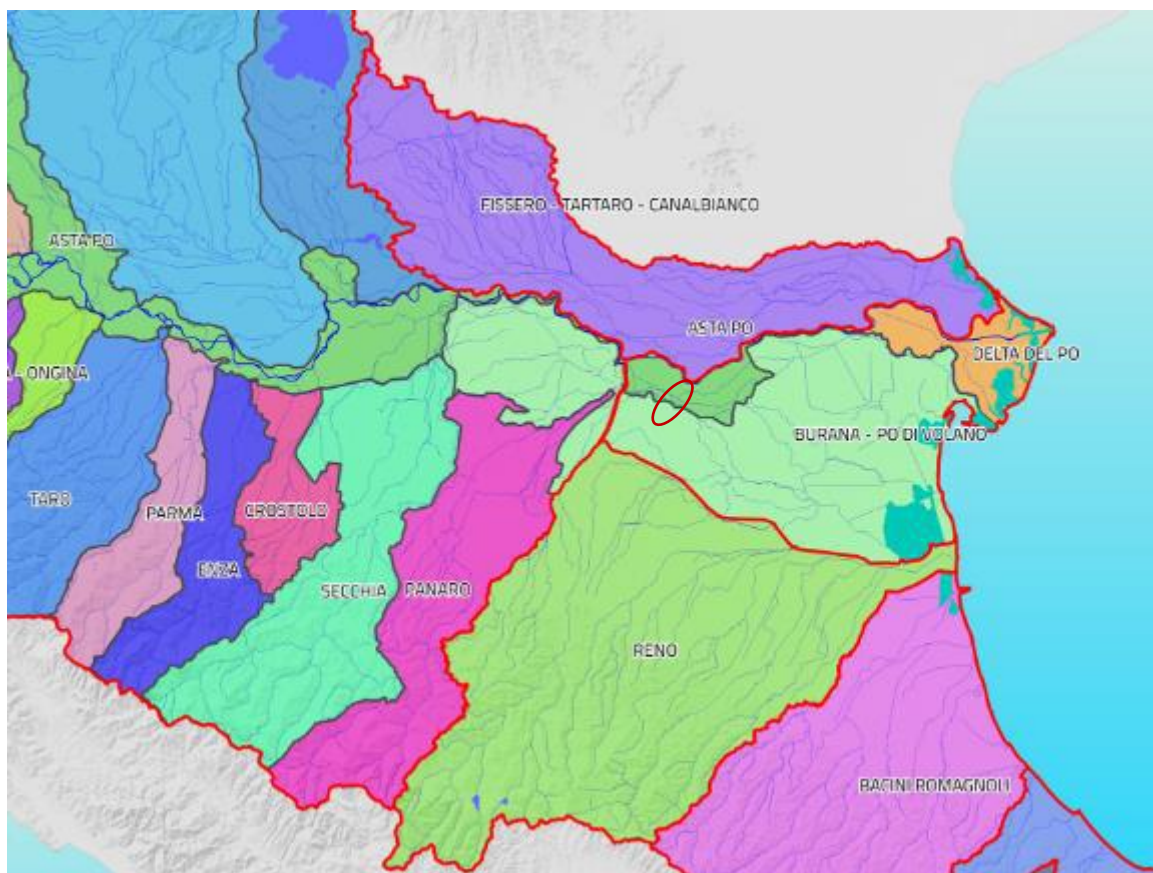 FISSERO - TARTARO - CANALBIANCO
ASTA PO
ASTA PO
DELTA DEL PO
A - ONGINA
BURANA - PO DI VOLANO
TARO
PARMA
CROSTOLO
ENZA
SECCHIA
PANARO
RENO
BACINI ROMAGNOLI